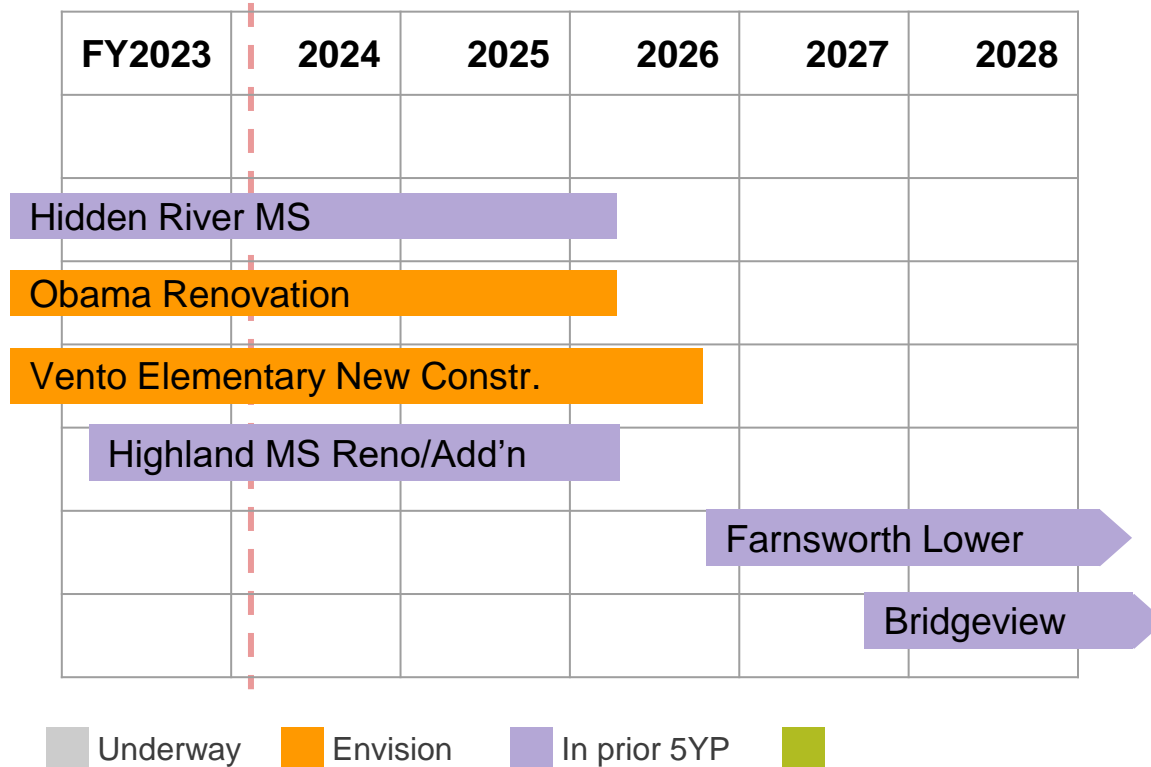 FY2023 2024 2025 2026 2027 2028
Hidden River MS
Obama Renovation
Vento Elementary New Constr.
Highland MS Reno/Add’n
Farnsworth Lower
Bridgeview
Underway Envision In prior 5YP